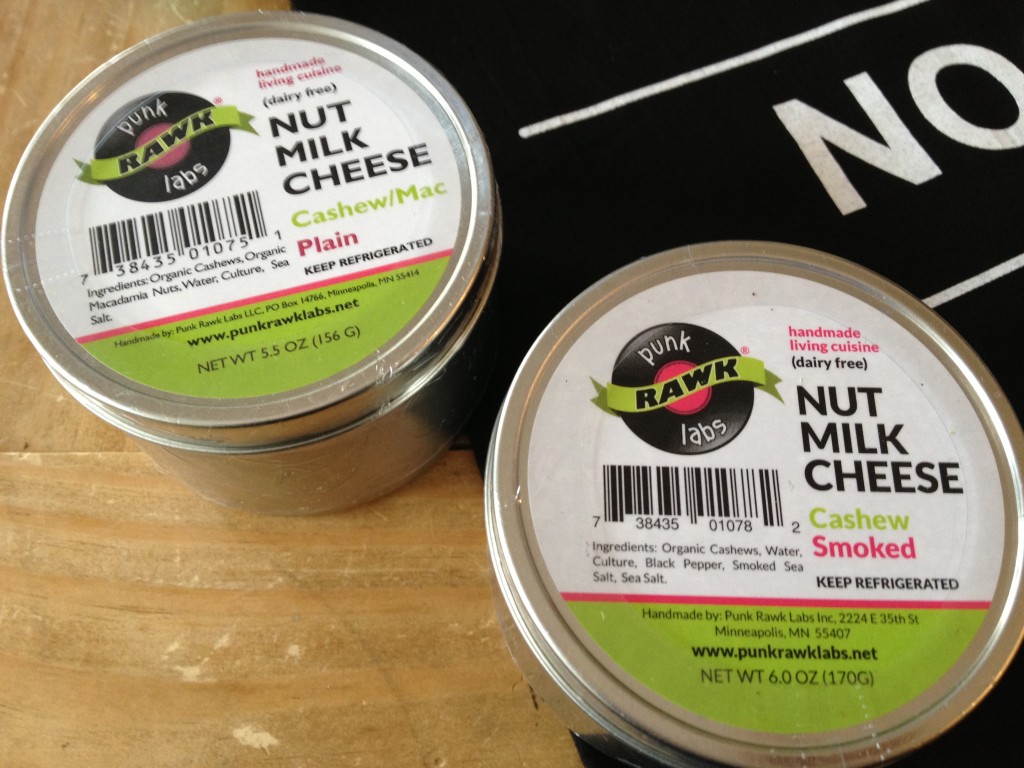 handmade
living cuisine
(dairy free)
punk
RAWK®
labs
NUT
MILK
CHEESE
Cashew/Mac
Plain
KEEP REFRIGERATED
7 38435 01075 1
Ingredients: Organic Cashews, Organic
Macadamia Nuts, Water, Culture, Sea
Salt.
Handmade by: Punk Rawk Labs LLC, PO Box 14766, Minneapolis, MN 55414
www.punkrawklabs.net
NET WT 5.5 OZ (156 G)
NO
handmade
living cuisine
(dairy free)
punk
RAWK®
labs
NUT
MILK
CHEESE
Cashew
Smoked
KEEP REFRIGERATED
7 38435 01078 2
Ingredients: Organic Cashews, Water,
Culture, Black Pepper, Smoked Sea
Salt, Sea Salt.
Handmade by: Punk Rawk Labs Inc, 2224 E 35th St
Minneapolis, MN 55407
www.punkrawklabs.net
NET WT 6.0 OZ (170G)